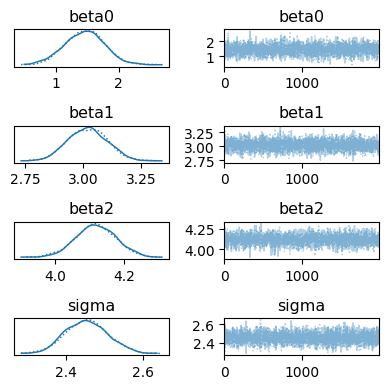 beta0 beta0
2
1
1 2 0 1000
beta1 beta1
3.25
3.00
2.75
2.75 3.00 3.25 0 1000
beta2 beta2
4.25
4.00
4.0 4.2 0 1000
sigma sigma
2.6
2.4
2.4 2.6 0 1000